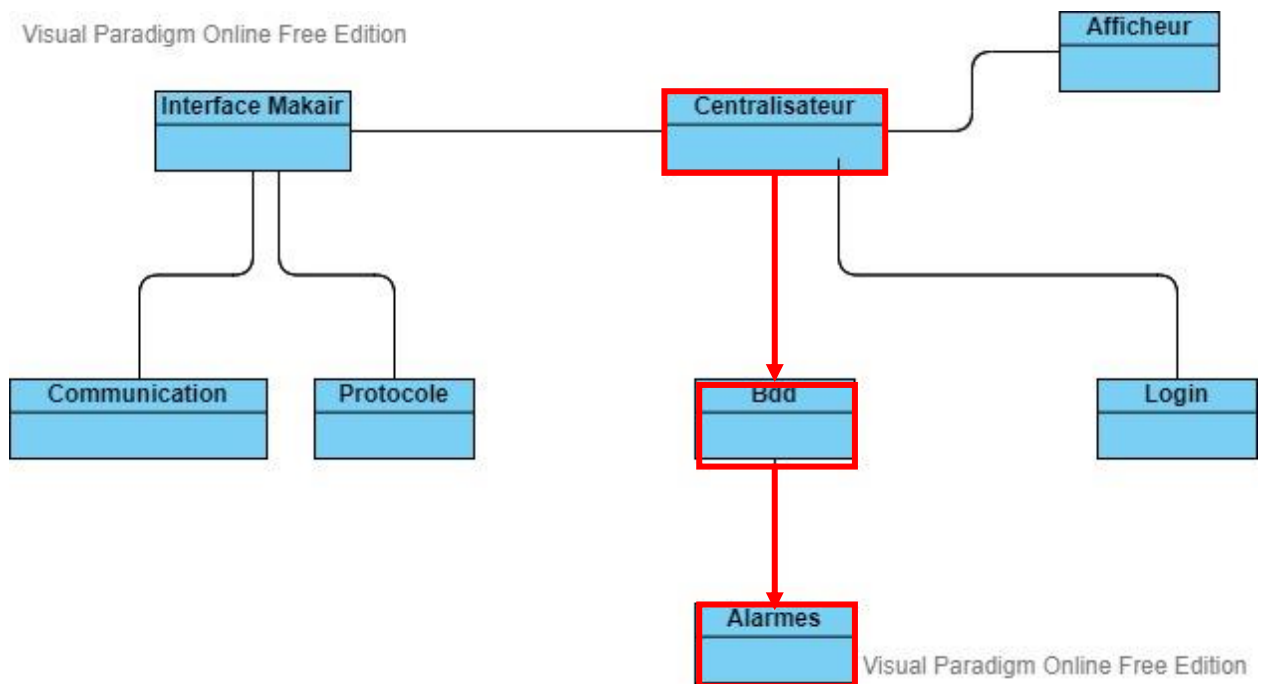 Visual Paradigm Online Free Edition
Afficheur
Interface Makair
Centralisateur
Communication
Protocole
Bdd
Login
Alarmes
Visual Paradigm Online Free Edition